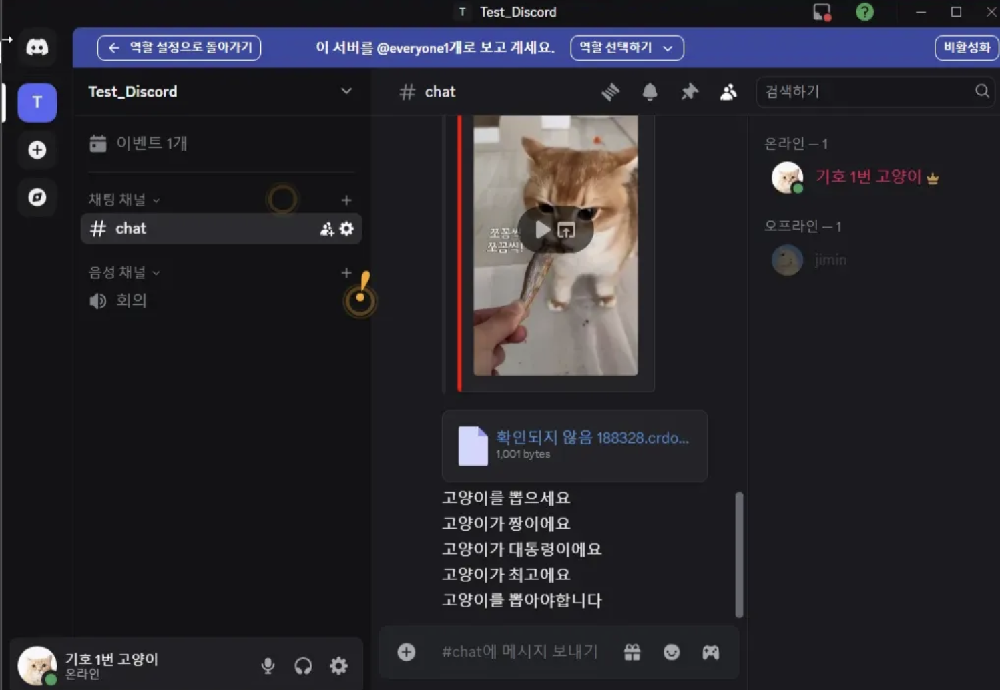 T Test_Discord
← 역할 설정으로 돌아가기
이 서버를 @everyone1개로 보고 계세요.
역할 선택하기
비활성화
T
Test_Discord
이벤트 1개
채팅 채널
# chat
음성 채널
회의
기호 1번 고양이
온라인
# chat
검색하기
쪼꼼씩
쪼꼼씩!
확인되지 않음 188328.crdo...
1,001 bytes
고양이를 뽑으세요
고양이가 짱이에요
고양이가 대통령이에요
고양이가 최고에요
고양이를 뽑아야합니다
#chat에 메시지 보내기
온라인 — 1
기호 1번 고양이
오프라인 — 1
jimin